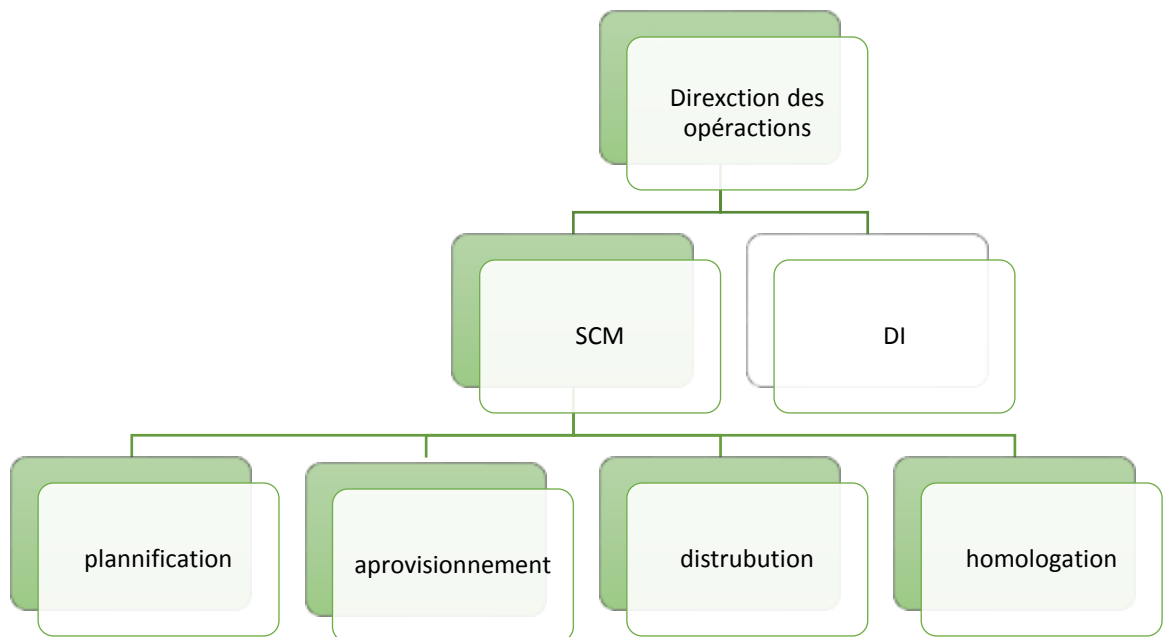 Direxction des
opéractions
SCM
DI
plannification
aprovisionnement
distrubution
homologation